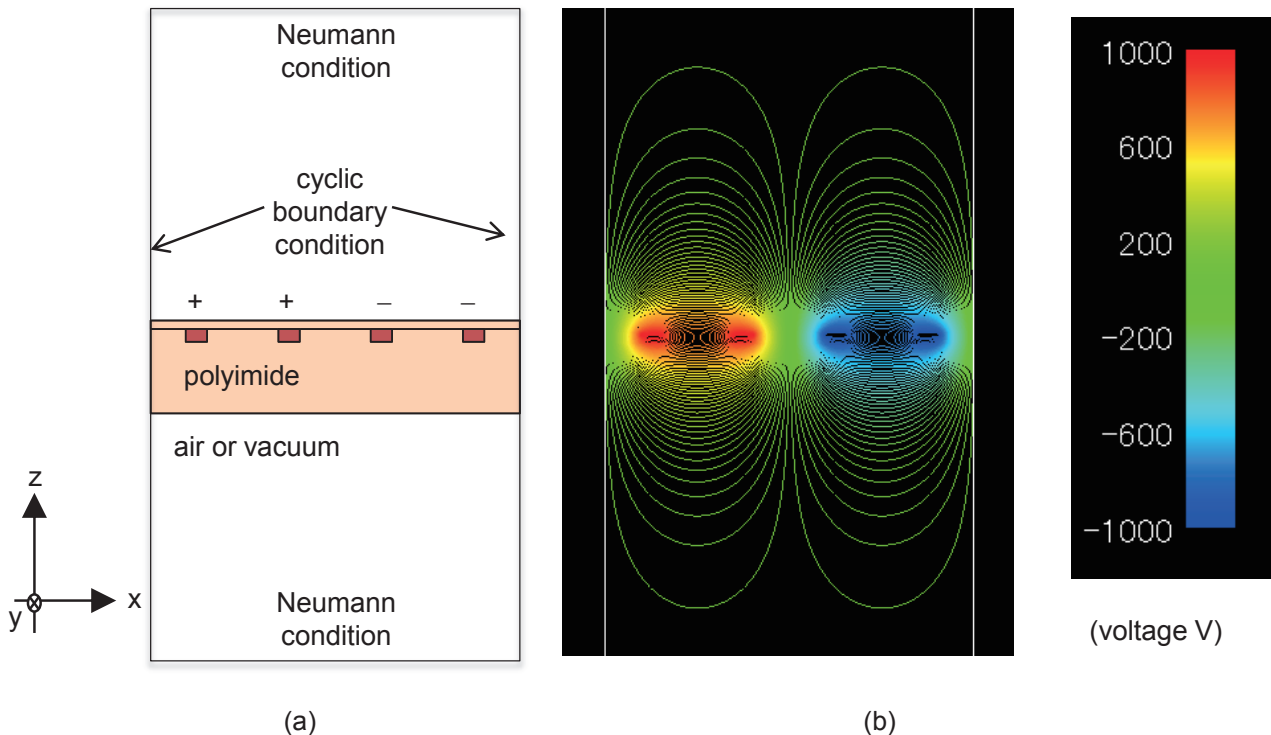 Neumann
condition
cyclic
boundary
condition
+ + – –
polyimide
air or vacuum
z
x
y
Neumann
condition
(a)
(b)
1000
600
200
−200
−600
−1000
(voltage V)